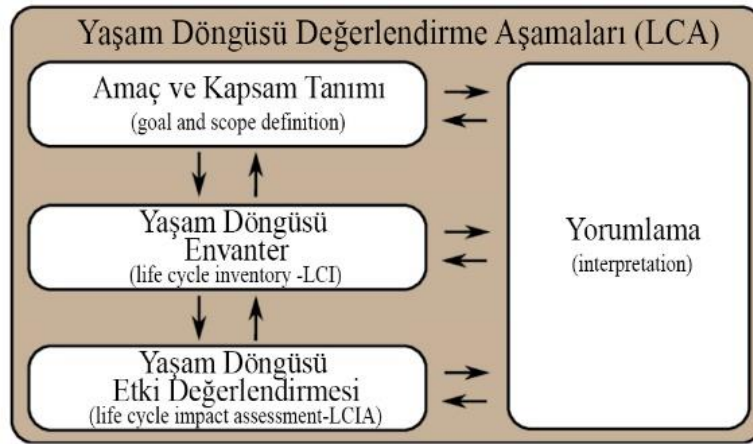 Yaşam Döngüsü Değerlendirme Aşamaları (LCA)
Amaç ve Kapsam Tanımı
(goal and scope definition)
Yaşam Döngüsü
Envanter
(life cycle inventory -LCI)
Yaşam Döngüsü
Etki Değerlendirmesi
(life cycle impact assessment-LCIA)
Yorumlama
(interpretation)